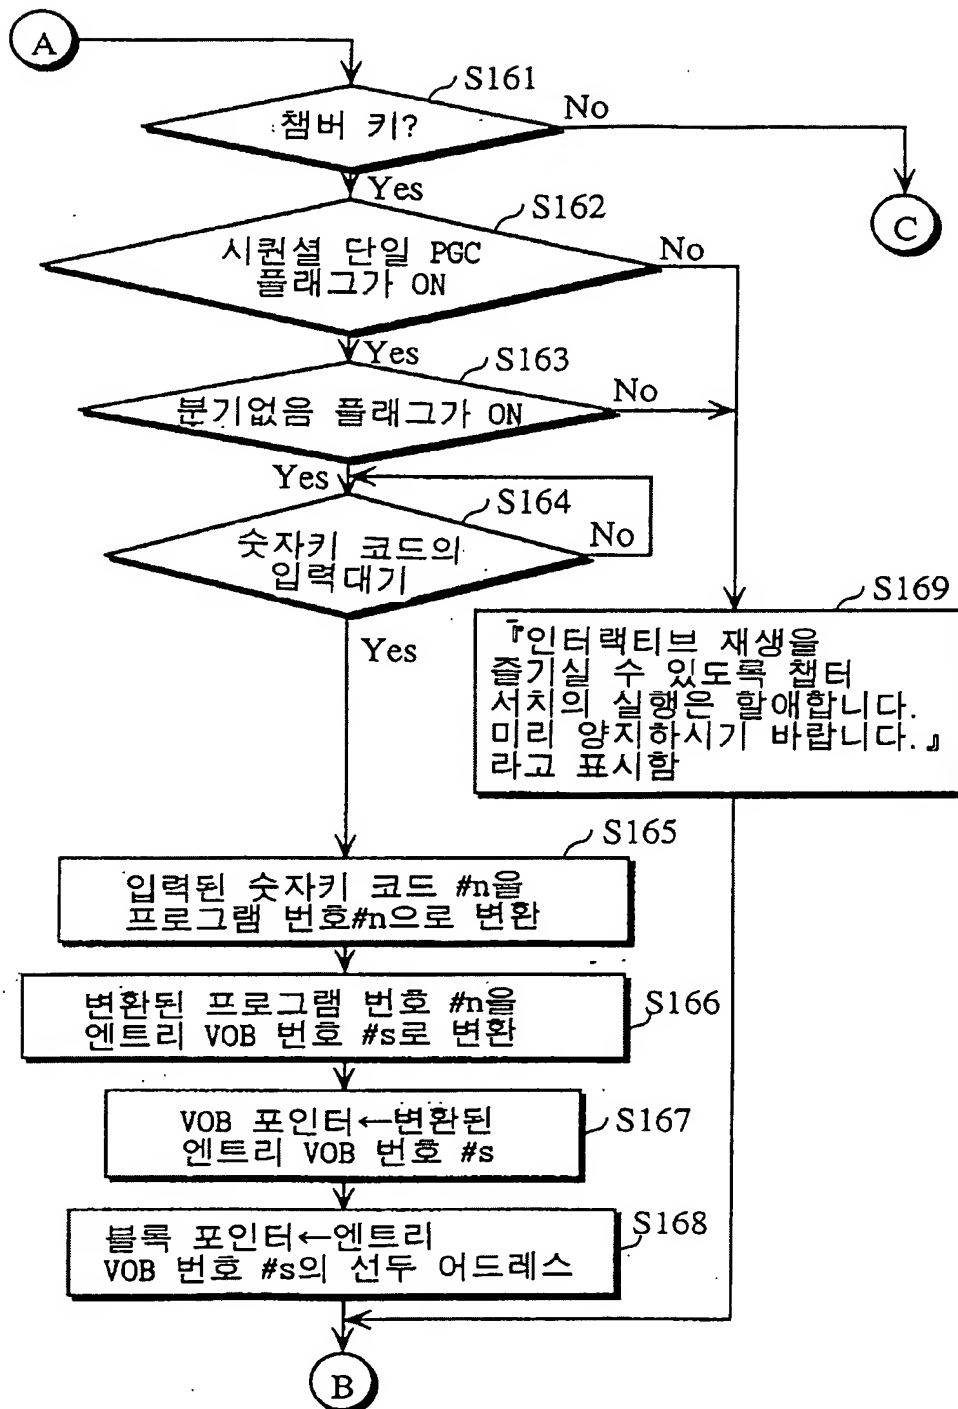 A
S161
챔버 키?
No
Yes
C
S162
시퀀셜 단일 PGC
플래그가 ON
No
Yes
S163
분기없음 플래그가 ON
No
Yes
S164
숫자키 코드의
입력대기
No
Yes
S169
『인터랙티브 재생을
즐기실 수 있도록 챕터
서치의 실행은 할애합니다.
미리 양지하시기 바랍니다.』
라고 표시함
S165
입력된 숫자키 코드 #n을
프로그램 번호#n으로 변환
S166
변환된 프로그램 번호 #n을
엔트리 VOB 번호 #s로 변환
S167
VOB 포인터←변환된
엔트리 VOB 번호 #s
S168
블록 포인터←엔트리
VOB 번호 #s의 선두 어드레스
B